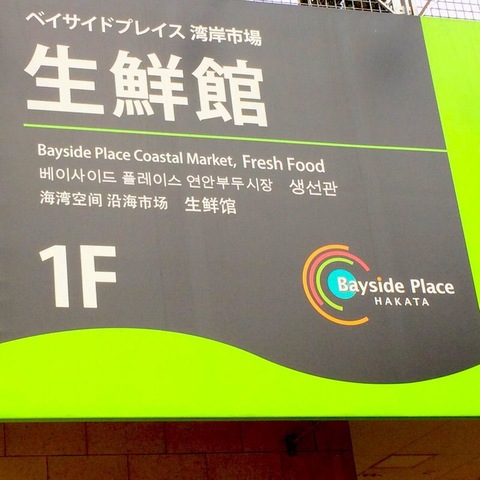 ベイサイドプレイス 湾岸市場
生鮮館
Bayside Place Coastal Market, Fresh Food
베이사이드 플레이스 연안부두시장 생선관
海湾空间 沿海市场 生鲜馆
1F
Bayside Place
HAKATA